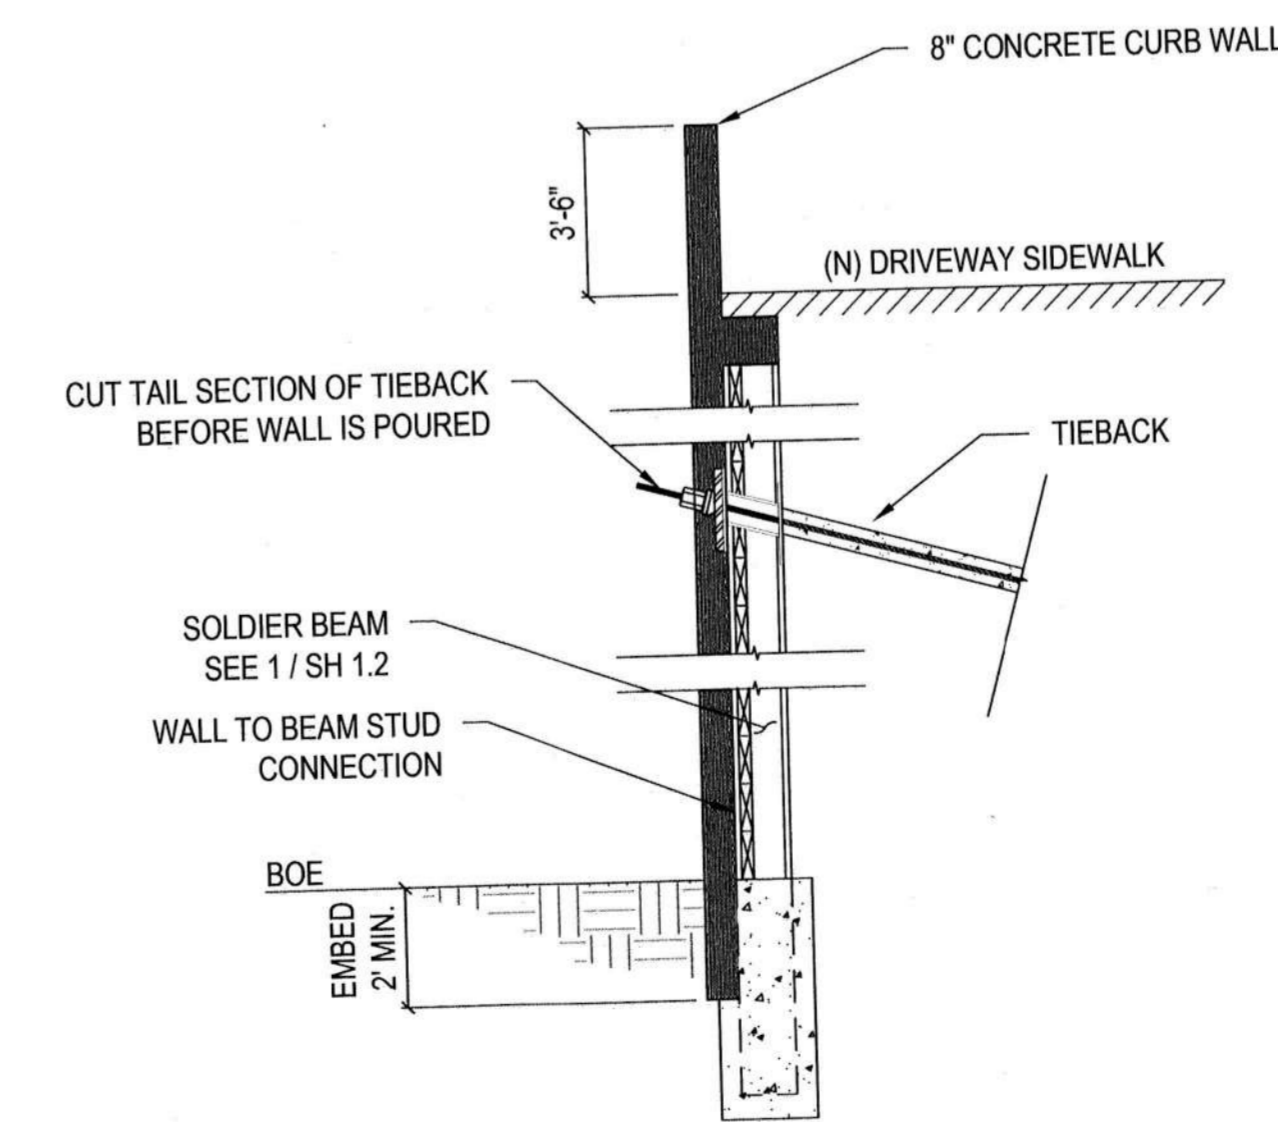 8" CONCRETE CURB WALL
3'-6"
(N) DRIVEWAY SIDEWALK
CUT TAIL SECTION OF TIEBACK
BEFORE WALL IS POURED
TIEBACK
SOLDIER BEAM
SEE 1 / SH 1.2
WALL TO BEAM STUD
CONNECTION
BOE
EMBED
2' MIN.